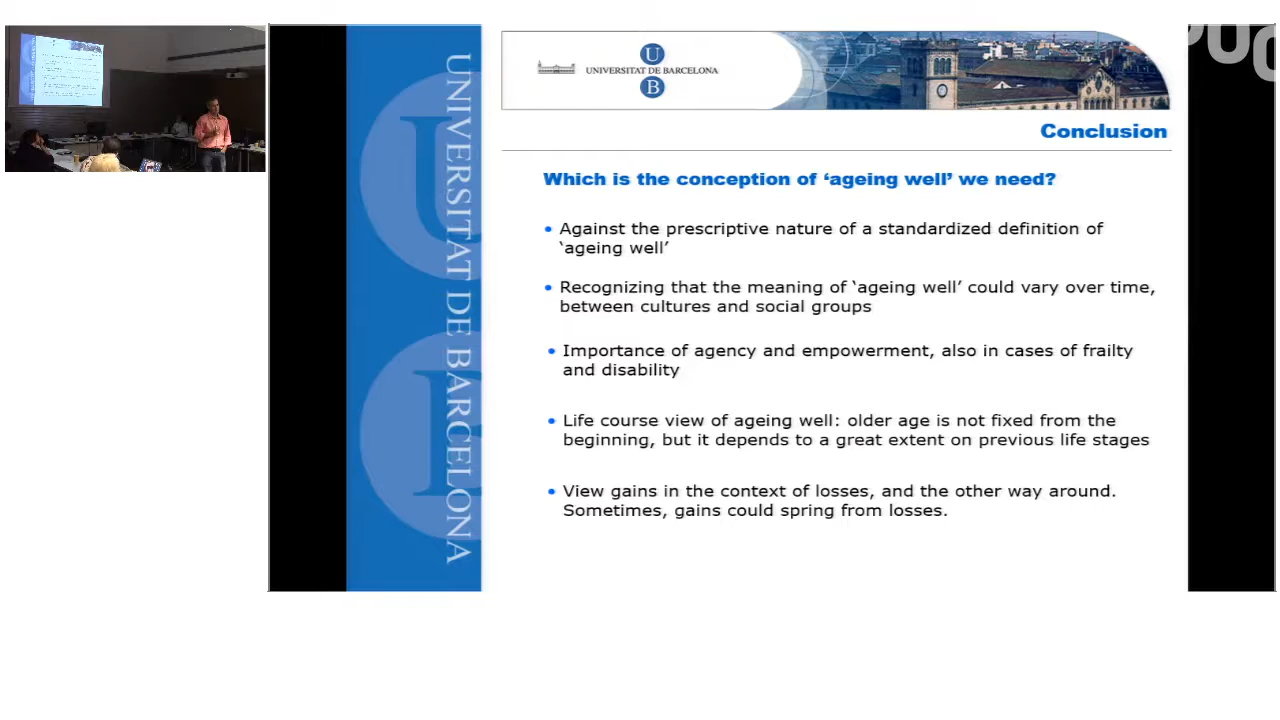 U
UNIVERSITAT DE BARCELONA
B
Conclusion
Which is the conception of ‘ageing well’ we need?
• Against the prescriptive nature of a standardized definition of
‘ageing well’
• Recognizing that the meaning of ‘ageing well’ could vary over time,
between cultures and social groups
• Importance of agency and empowerment, also in cases of frailty
and disability
• Life course view of ageing well: older age is not fixed from the
beginning, but it depends to a great extent on previous life stages
• View gains in the context of losses, and the other way around.
Sometimes, gains could spring from losses.
UNIVERSITAT DE BARCELONA
U
B
UOC